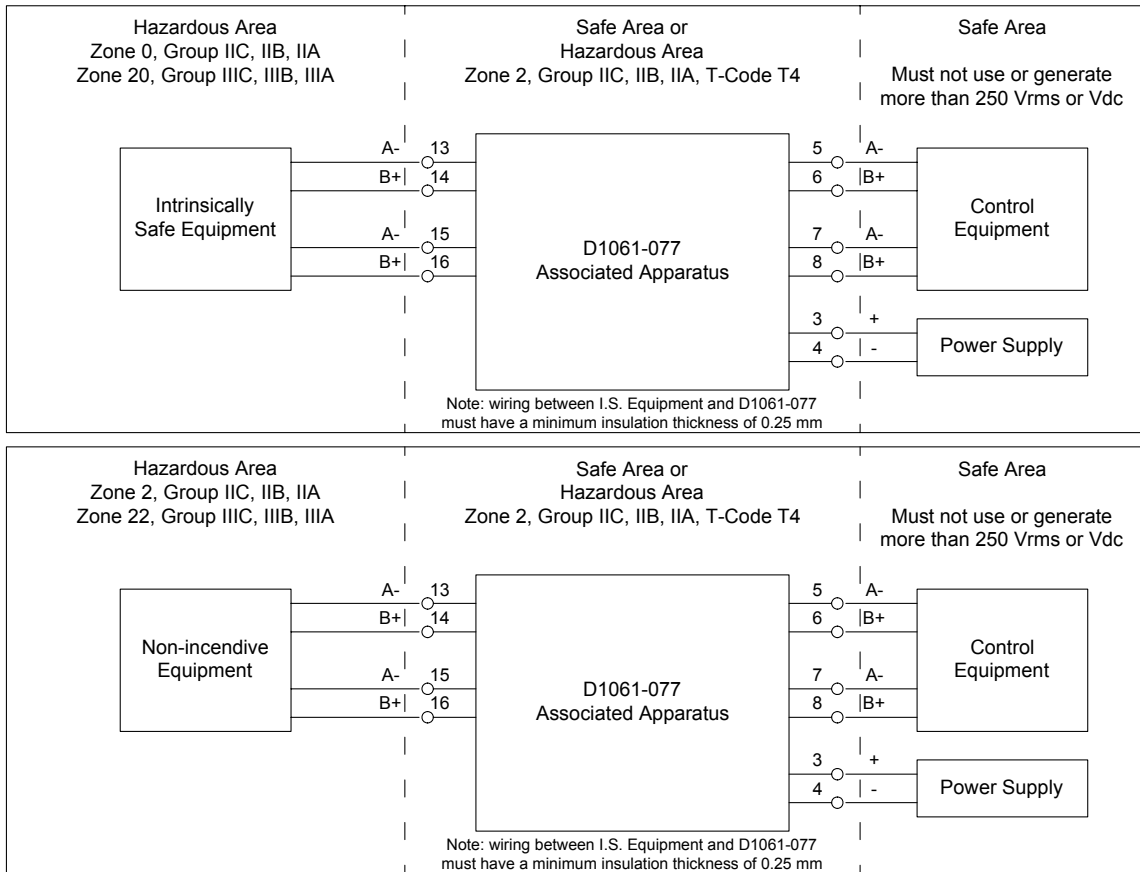 Hazardous Area
Zone 0, Group IIC, IIB, IIA
Zone 20, Group IIIC, IIIB, IIIA
Safe Area or
Hazardous Area
Zone 2, Group IIC, IIB, IIA, T-Code T4
Safe Area
Must not use or generate
more than 250 Vrms or Vdc
Intrinsically
Safe Equipment
A- 13
B+ 14
A- 15
B+ 16
D1061-077
Associated Apparatus
5 A-
6 B+
7 A-
8 B+
3 +
4 -
Control
Equipment
Power Supply
Note: wiring between I.S. Equipment and D1061-077
must have a minimum insulation thickness of 0.25 mm
Hazardous Area
Zone 2, Group IIC, IIB, IIA
Zone 22, Group IIIC, IIIB, IIIA
Safe Area or
Hazardous Area
Zone 2, Group IIC, IIB, IIA, T-Code T4
Safe Area
Must not use or generate
more than 250 Vrms or Vdc
Non-incendive
Equipment
A- 13
B+ 14
A- 15
B+ 16
D1061-077
Associated Apparatus
5 A-
6 B+
7 A-
8 B+
3 +
4 -
Control
Equipment
Power Supply
Note: wiring between I.S. Equipment and D1061-077
must have a minimum insulation thickness of 0.25 mm